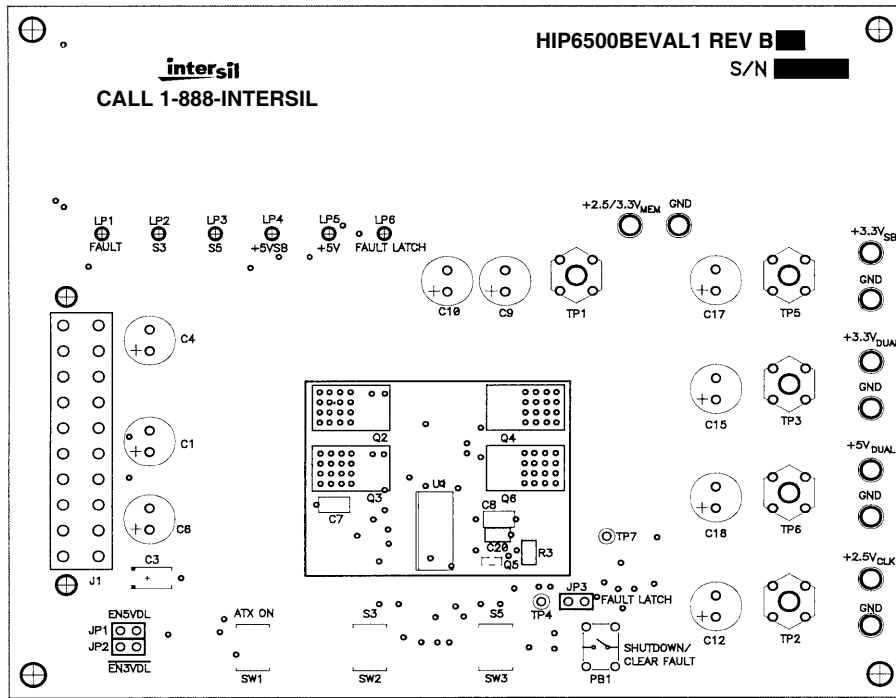 HIP6500BEVAL1 REV B
S/N
intersil
CALL 1-888-INTERSIL
+2.5/3.3VMEM
GND
LP1
LP2
LP3
LP4
LP5
LP6
FAULT
S3
S5
+5VSB
+5V
FAULT LATCH
+3.3VSB
GND
C10
C9
TP1
C17
TP5
C4
+3.3VDUAL
GND
C15
TP3
C1
Q2
Q4
+5VDUAL
GND
Q3
U1
Q6
C7
C8
C18
TP6
C6
C20
R3
Q5
TP7
C3
J1
+2.5VCLK
GND
JP3
FAULT LATCH
TP4
C12
TP2
EN5VDL
JP1
JP2
EN3VDL
ATX ON
SW1
S3
SW2
S5
SW3
PB1
SHUTDOWN/
CLEAR FAULT